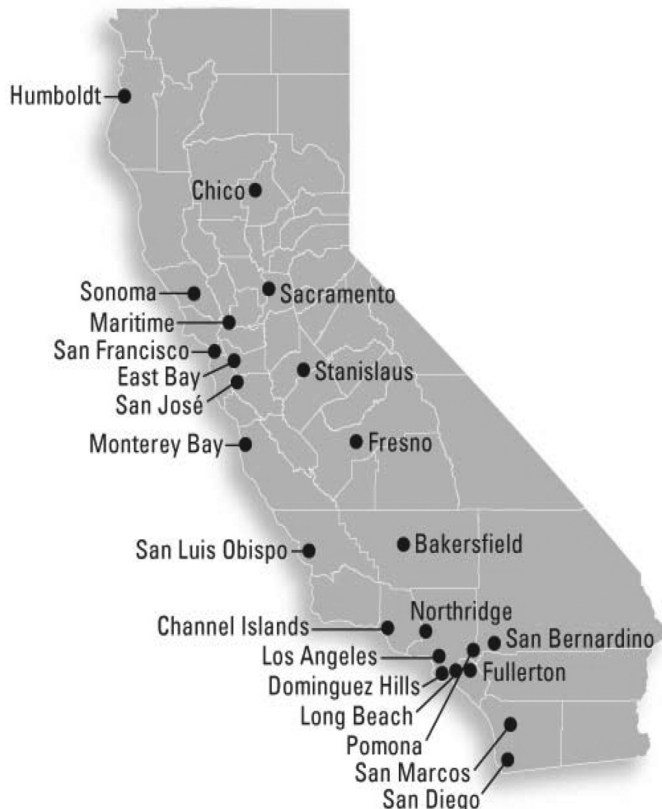 Humboldt
Chico
Sonoma
Sacramento
Maritime
San Francisco
East Bay
Stanislaus
San José
Monterey Bay
Fresno
San Luis Obispo
Bakersfield
Northridge
Channel Islands
San Bernardino
Los Angeles
Fullerton
Dominguez Hills
Long Beach
Pomona
San Marcos
San Diego